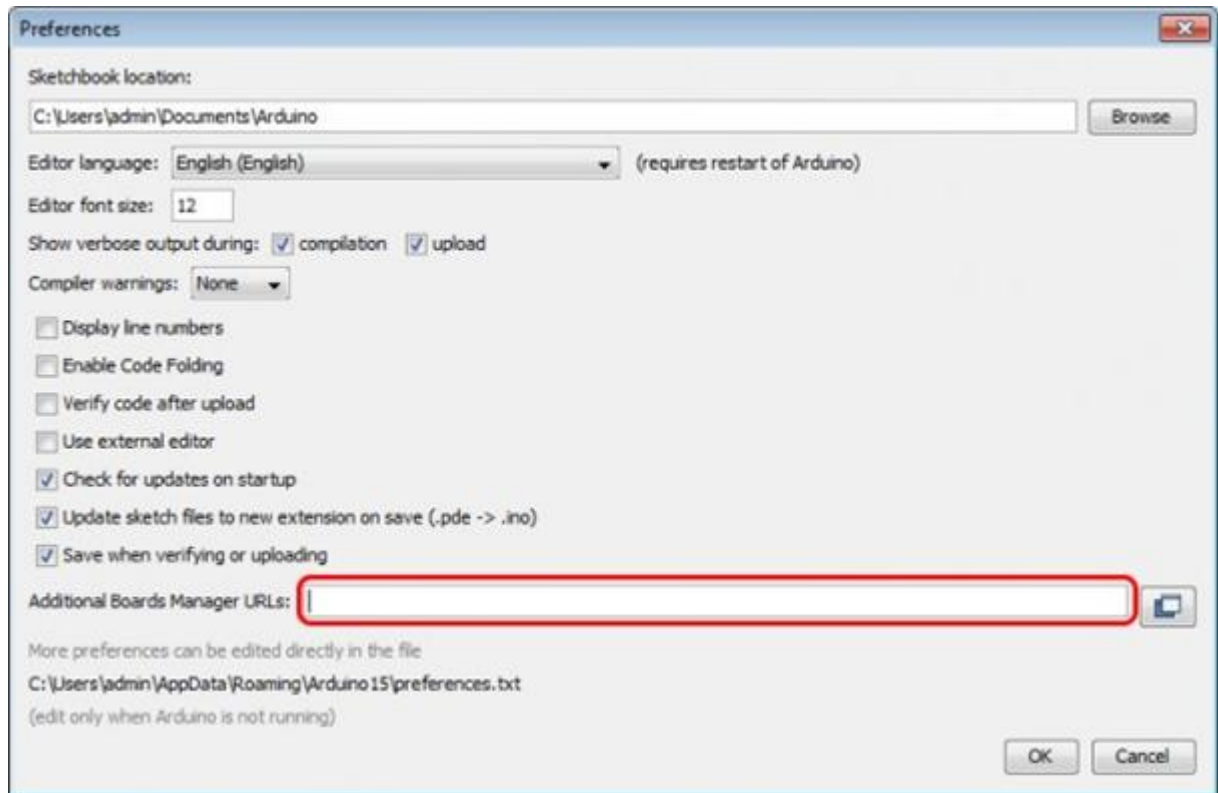 Preferences
Sketchbook location:
C:\Users\admin\Documents\Arduino Browse
Editor language: English (English) (requires restart of Arduino)
Editor font size: 12
Show verbose output during: compilation upload
Compiler warnings: None
Display line numbers
Enable Code Folding
Verify code after upload
Use external editor
Check for updates on startup
Update sketch files to new extension on save (.pde -> .ino)
Save when verifying or uploading
Additional Boards Manager URLs:
More preferences can be edited directly in the file
C:\Users\admin\AppData\Roaming\Arduino15\preferences.txt
(edit only when Arduino is not running)
OK Cancel